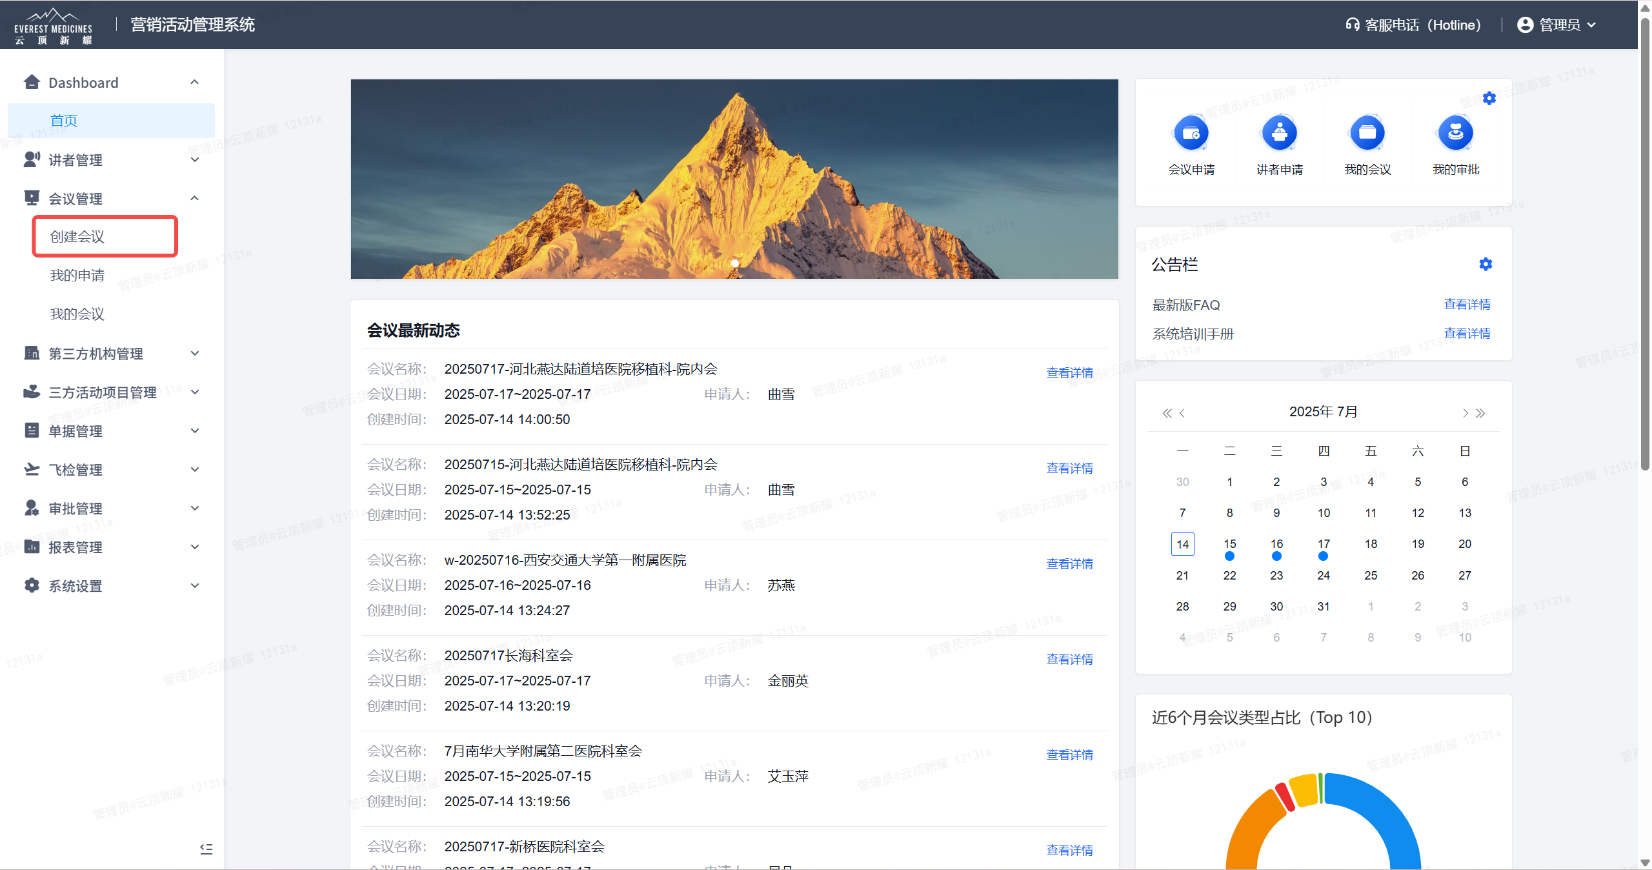 EVEREST MEDICINES
云顶新耀
营销活动管理系统
客服电话（Hotline）
管理员
Dashboard
首页
讲者管理
会议管理
创建会议
我的申请
我的会议
第三方机构管理
三方活动项目管理
单据管理
飞检管理
审批管理
报表管理
系统设置
会议最新动态
会议名称： 20250717-河北燕达陆道培医院移植科-院内会 查看详情
会议日期： 2025-07-17~2025-07-17 申请人： 曲雪
创建时间： 2025-07-14 14:00:50
会议名称： 20250715-河北燕达陆道培医院移植科-院内会 查看详情
会议日期： 2025-07-15~2025-07-15 申请人： 曲雪
创建时间： 2025-07-14 13:52:25
会议名称： w-20250716-西安交通大学第一附属医院 查看详情
会议日期： 2025-07-16~2025-07-16 申请人： 苏燕
创建时间： 2025-07-14 13:24:27
会议名称： 20250717长海科室会 查看详情
会议日期： 2025-07-17~2025-07-17 申请人： 金丽英
创建时间： 2025-07-14 13:20:19
会议名称： 7月南华大学附属第二医院科室会 查看详情
会议日期： 2025-07-15~2025-07-15 申请人： 艾玉萍
创建时间： 2025-07-14 13:19:56
会议名称： 20250717-新桥医院科室会 查看详情
会议申请 讲者申请 我的会议 我的审批
公告栏
最新版FAQ 查看详情
系统培训手册 查看详情
2025年 7月
一 二 三 四 五 六 日
30 1 2 3 4 5 6
7 8 9 10 11 12 13
14 15 16 17 18 19 20
21 22 23 24 25 26 27
28 29 30 31 1 2 3
4 5 6 7 8 9 10
近6个月会议类型占比（Top 10）
管理员@云顶新耀 12131a